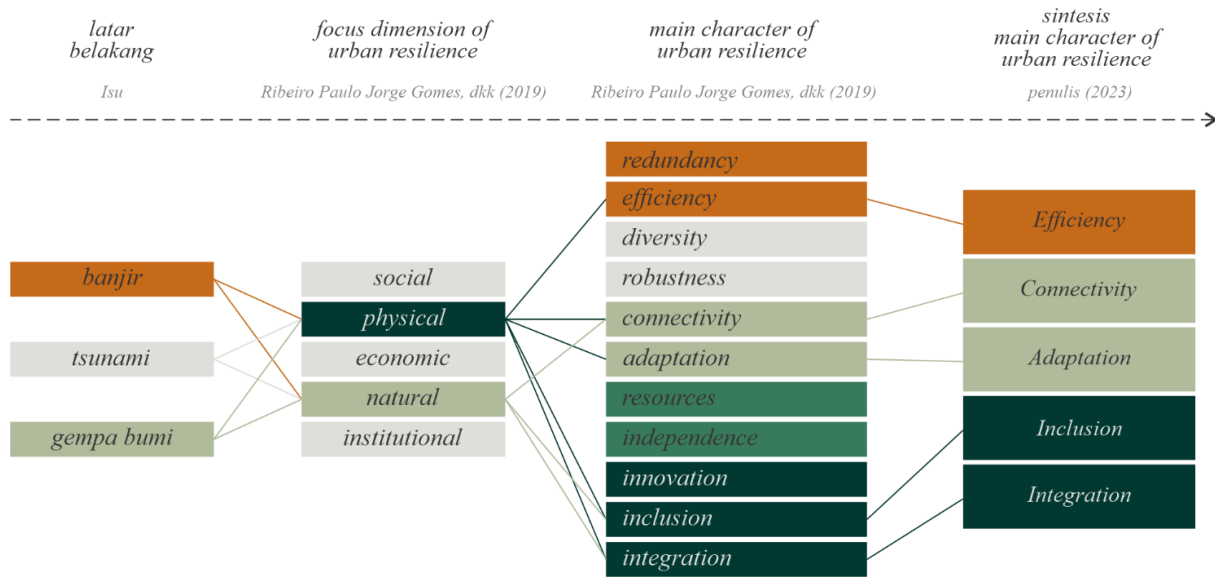 latar
belakang
Isu
focus dimension of
urban resilience
Ribeiro Paulo Jorge Gomes, dkk (2019)
main character of
urban resilience
Ribeiro Paulo Jorge Gomes, dkk (2019)
sintesis
main character of
urban resilience
penulis (2023)
banjir
tsunami
gempa bumi
social
physical
economic
natural
institutional
redundancy
efficiency
diversity
robustness
connectivity
adaptation
resources
independence
innovation
inclusion
integration
Efficiency
Connectivity
Adaptation
Inclusion
Integration